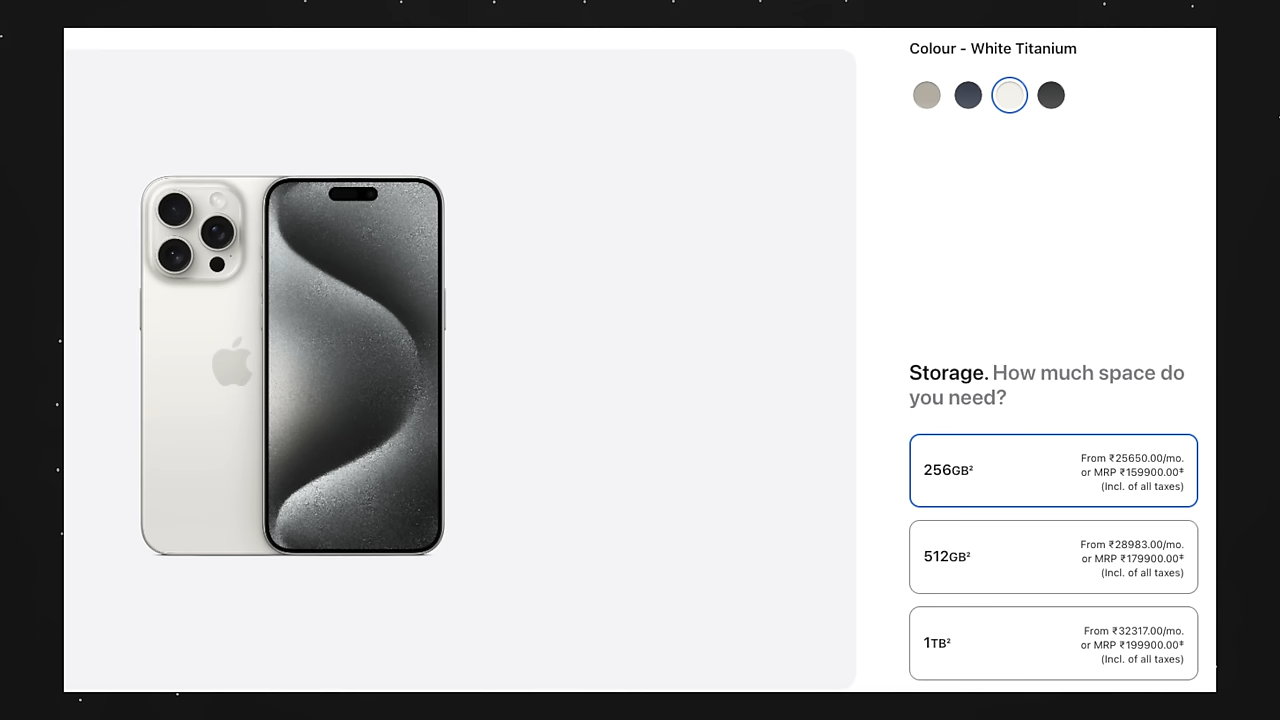 Colour - White Titanium
Storage. How much space do
you need?
256GB²
From ₹25650.00/mo.
or MRP ₹159900.00‡
(Incl. of all taxes)
512GB²
From ₹28983.00/mo.
or MRP ₹179900.00‡
(Incl. of all taxes)
1TB²
From ₹32317.00/mo.
or MRP ₹199900.00‡
(Incl. of all taxes)